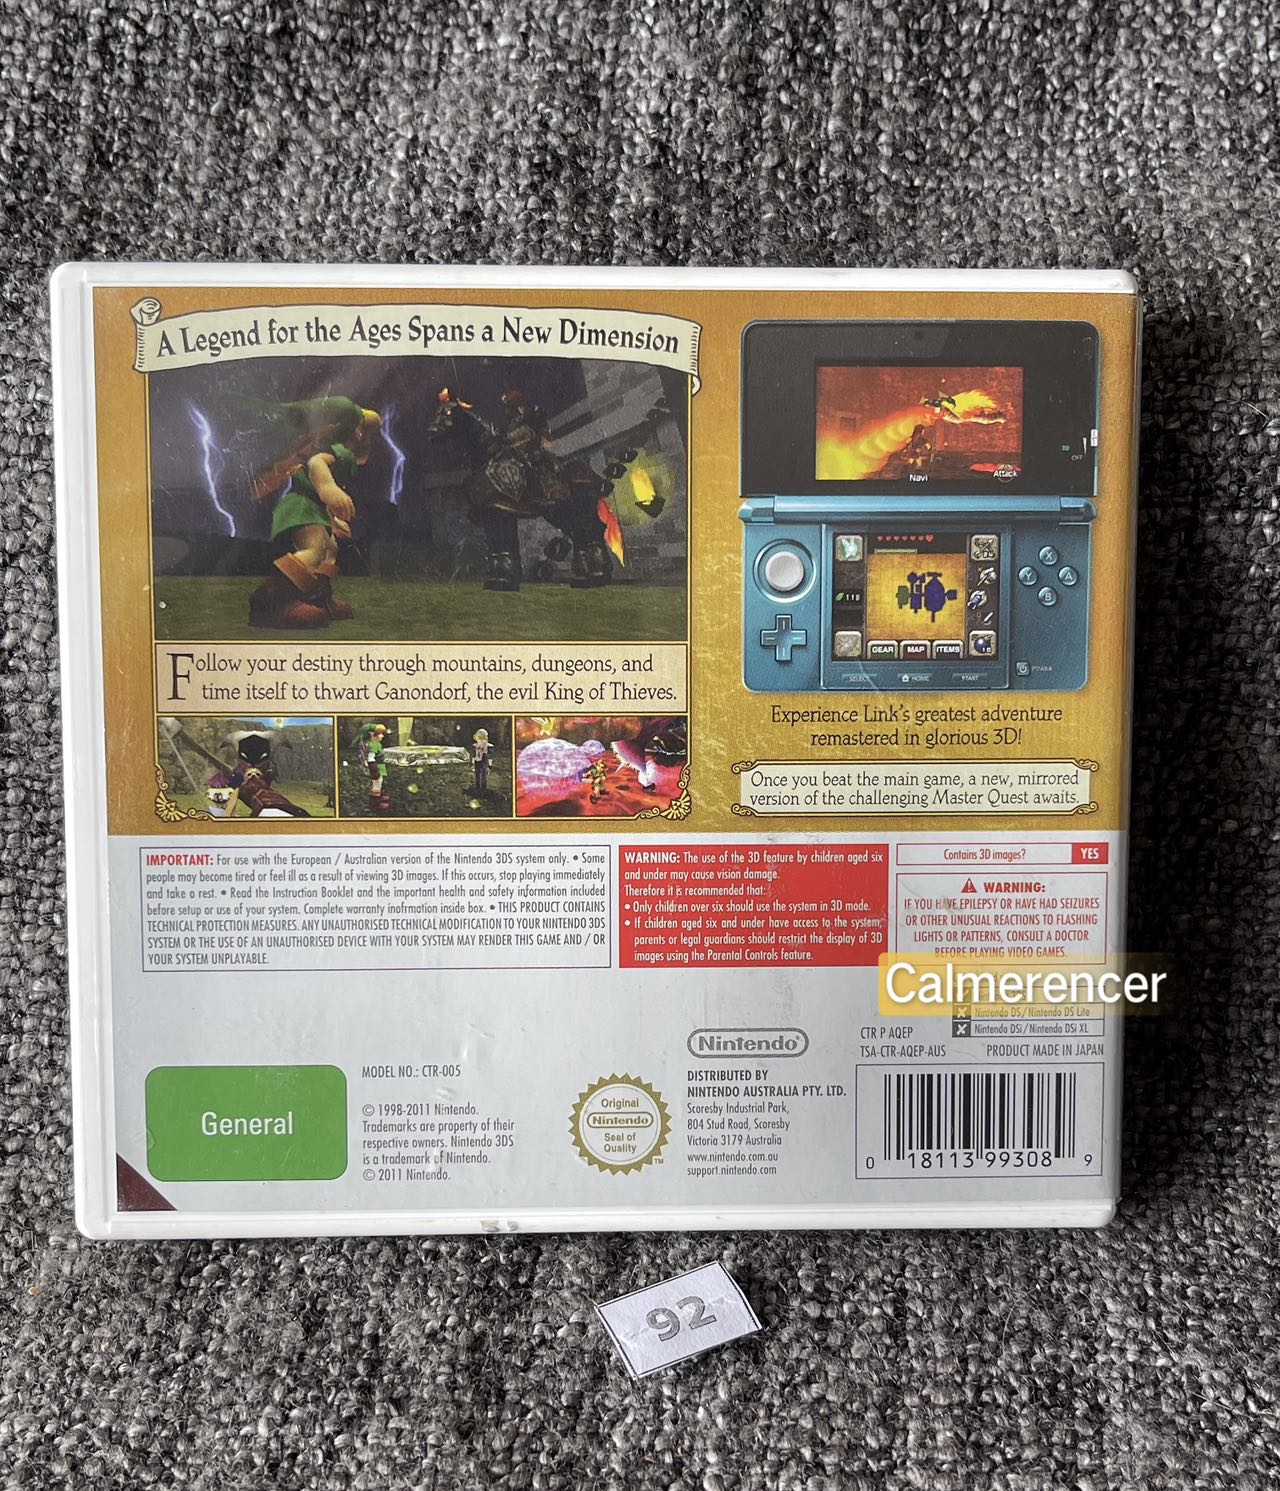 A Legend for the Ages Spans a New Dimension
Follow your destiny through mountains, dungeons, and
time itself to thwart Ganondorf, the evil King of Thieves.
Navi
Attack
OFF
X
Y
A
B
118
GEAR
MAP
ITEMS
SELECT
HOME
START
POWER
Experience Link's greatest adventure
remastered in glorious 3D!
Once you beat the main game, a new, mirrored
version of the challenging Master Quest awaits.
IMPORTANT: For use with the European / Australian version of the Nintendo 3DS system only. • Some
people may become tired or feel ill as a result of viewing 3D images. If this occurs, stop playing immediately
and take a rest. • Read the Instruction Booklet and the important health and safety information included
before setup or use of your system. Complete warranty inofrmation inside box. • THIS PRODUCT CONTAINS
TECHNICAL PROTECTION MEASURES. ANY UNAUTHORISED TECHNICAL MODIFICATION TO YOUR NINTENDO 3DS
SYSTEM OR THE USE OF AN UNAUTHORISED DEVICE WITH YOUR SYSTEM MAY RENDER THIS GAME AND / OR
YOUR SYSTEM UNPLAYABLE.
WARNING: The use of the 3D feature by children aged six
and under may cause vision damage.
Therefore it is recommended that:
• Only children over six should use the system in 3D mode.
• If children aged six and under have access to the system,
parents or legal guardians should restrict the display of 3D
images using the Parental Controls feature.
Contains 3D images? YES
WARNING:
IF YOU HAVE EPILEPSY OR HAVE HAD SEIZURES
OR OTHER UNUSUAL REACTIONS TO FLASHING
LIGHTS OR PATTERNS, CONSULT A DOCTOR
BEFORE PLAYING VIDEO GAMES.
Calmerencer
Nintendo DS / Nintendo DS Lite
Nintendo DSi / Nintendo DSi XL
CTR P AQEP
TSA-CTR-AQEP-AUS
PRODUCT MADE IN JAPAN
General
MODEL NO.: CTR-005
© 1998-2011 Nintendo.
Trademarks are property of their
respective owners. Nintendo 3DS
is a trademark of Nintendo.
© 2011 Nintendo.
Original
Nintendo
Seal of
Quality
TM
Nintendo®
DISTRIBUTED BY
NINTENDO AUSTRALIA PTY. LTD.
Scoresby Industrial Park,
804 Stud Road, Scoresby
Victoria 3179 Australia
www.nintendo.com.au
support.nintendo.com
0 18113 99308 9
92